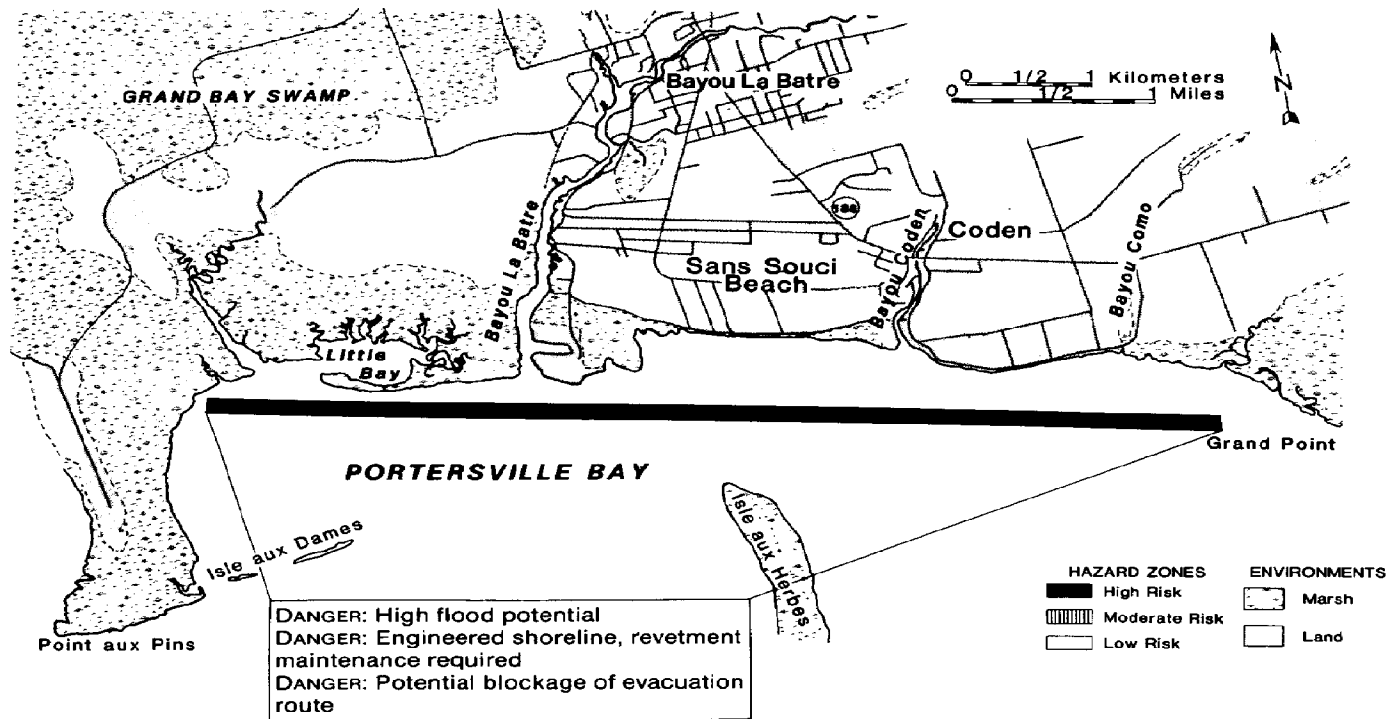 GRAND BAY SWAMP
Bayou La Batre
0 1/2 1 Kilometers
0 1/2 1 Miles
N
Bayou La Batre
188
Bayou Coden
Coden
Bayou Como
Sans Souci
Beach
Little
Bay
Grand Point
PORTERSVILLE BAY
Isle aux Dames
Isle aux Herbes
Point aux Pins
DANGER: High flood potential
DANGER: Engineered shoreline, revetment
maintenance required
DANGER: Potential blockage of evacuation
route
HAZARD ZONES
High Risk
Moderate Risk
Low Risk
ENVIRONMENTS
Marsh
Land